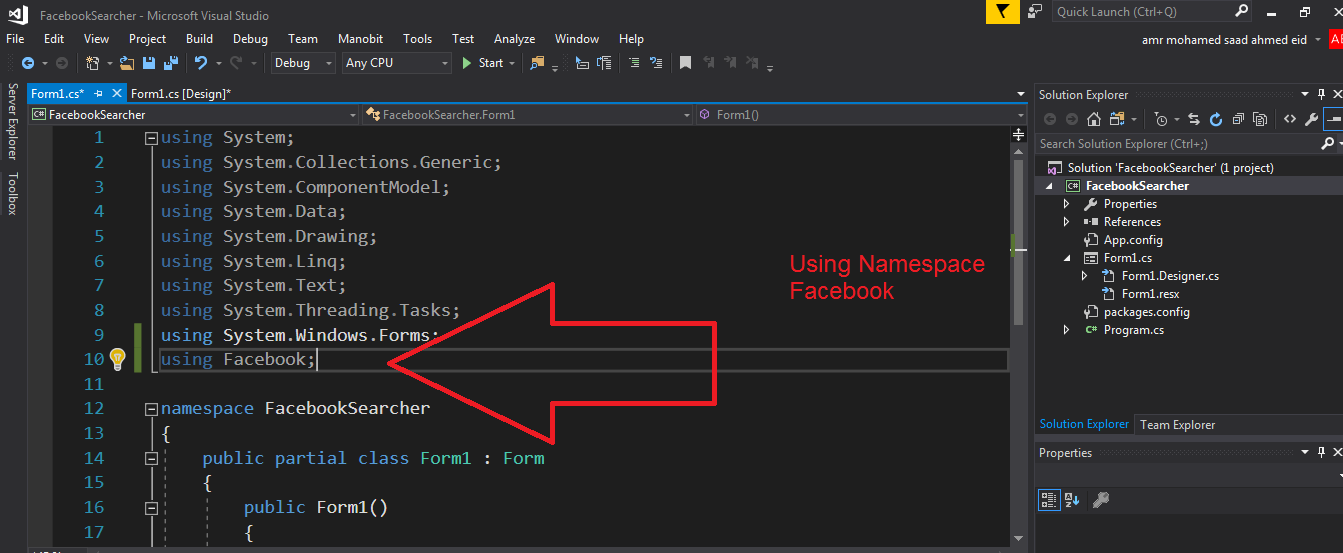 FacebookSearcher - Microsoft Visual Studio
Quick Launch (Ctrl+Q)
File Edit View Project Build Debug Team Manobit Tools Test Analyze Window Help
amr mohamed saad ahmed eid
Debug Any CPU Start
Server Explorer
Toolbox
Form1.cs* Form1.cs [Design]*
FacebookSearcher FacebookSearcher.Form1 Form1()
1 using System;
2 using System.Collections.Generic;
3 using System.ComponentModel;
4 using System.Data;
5 using System.Drawing;
6 using System.Linq;
7 using System.Text;
8 using System.Threading.Tasks;
9 using System.Windows.Forms;
10 using Facebook;
11
12 namespace FacebookSearcher
13 {
14 public partial class Form1 : Form
15 {
16 public Form1()
17 {
Using Namespace
Facebook
Solution Explorer
Search Solution Explorer (Ctrl+;)
Solution 'FacebookSearcher' (1 project)
C# FacebookSearcher
Properties
References
App.config
Form1.cs
Form1.Designer.cs
Form1.resx
packages.config
C# Program.cs
Solution Explorer Team Explorer
Properties